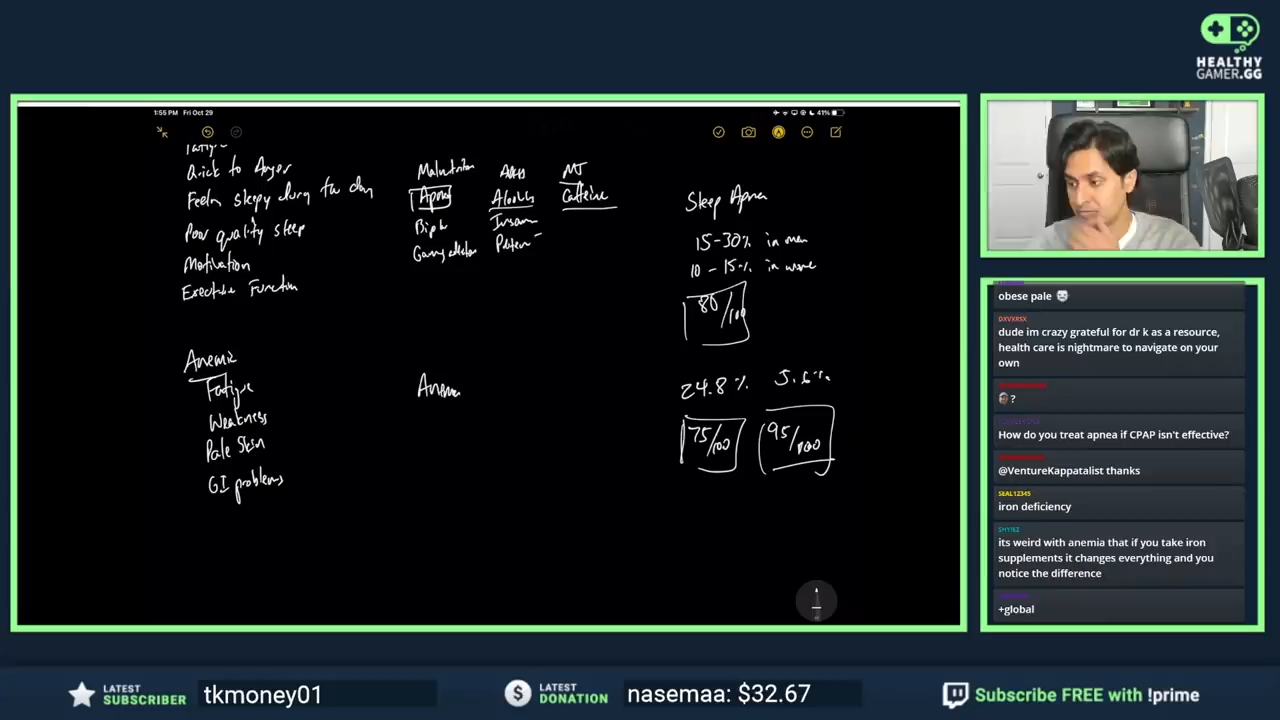 HEALTHY
GAMER.GG
1:55 PM Fri Oct 29
41%
Fatigue
Quick to Anger
Feeling sleepy during the day
Poor quality sleep
Motivation
Executive Function
Malnutrition
Apnea
ADHD
Alcohol
MJ
Caffeine
Sleep Apnea
15-30% in men
10-15% in women
80/100
Anemia
Fatigue
Weakness
Pale Skin
GI problems
Anemia
24.8% 5.6%
75/100 95/100
obese pale
DXVXRSX
dude im crazy grateful for dr k as a resource,
health care is nightmare to navigate on your
own
?
How do you treat apnea if CPAP isn't effective?
@VentureKappatalist thanks
SEAL12345
iron deficiency
its weird with anemia that if you take iron
supplements it changes everything and you
notice the difference
+global
LATEST
SUBSCRIBER
tkmoney01
LATEST
DONATION
nasemaa: $32.67
Subscribe FREE with !prime